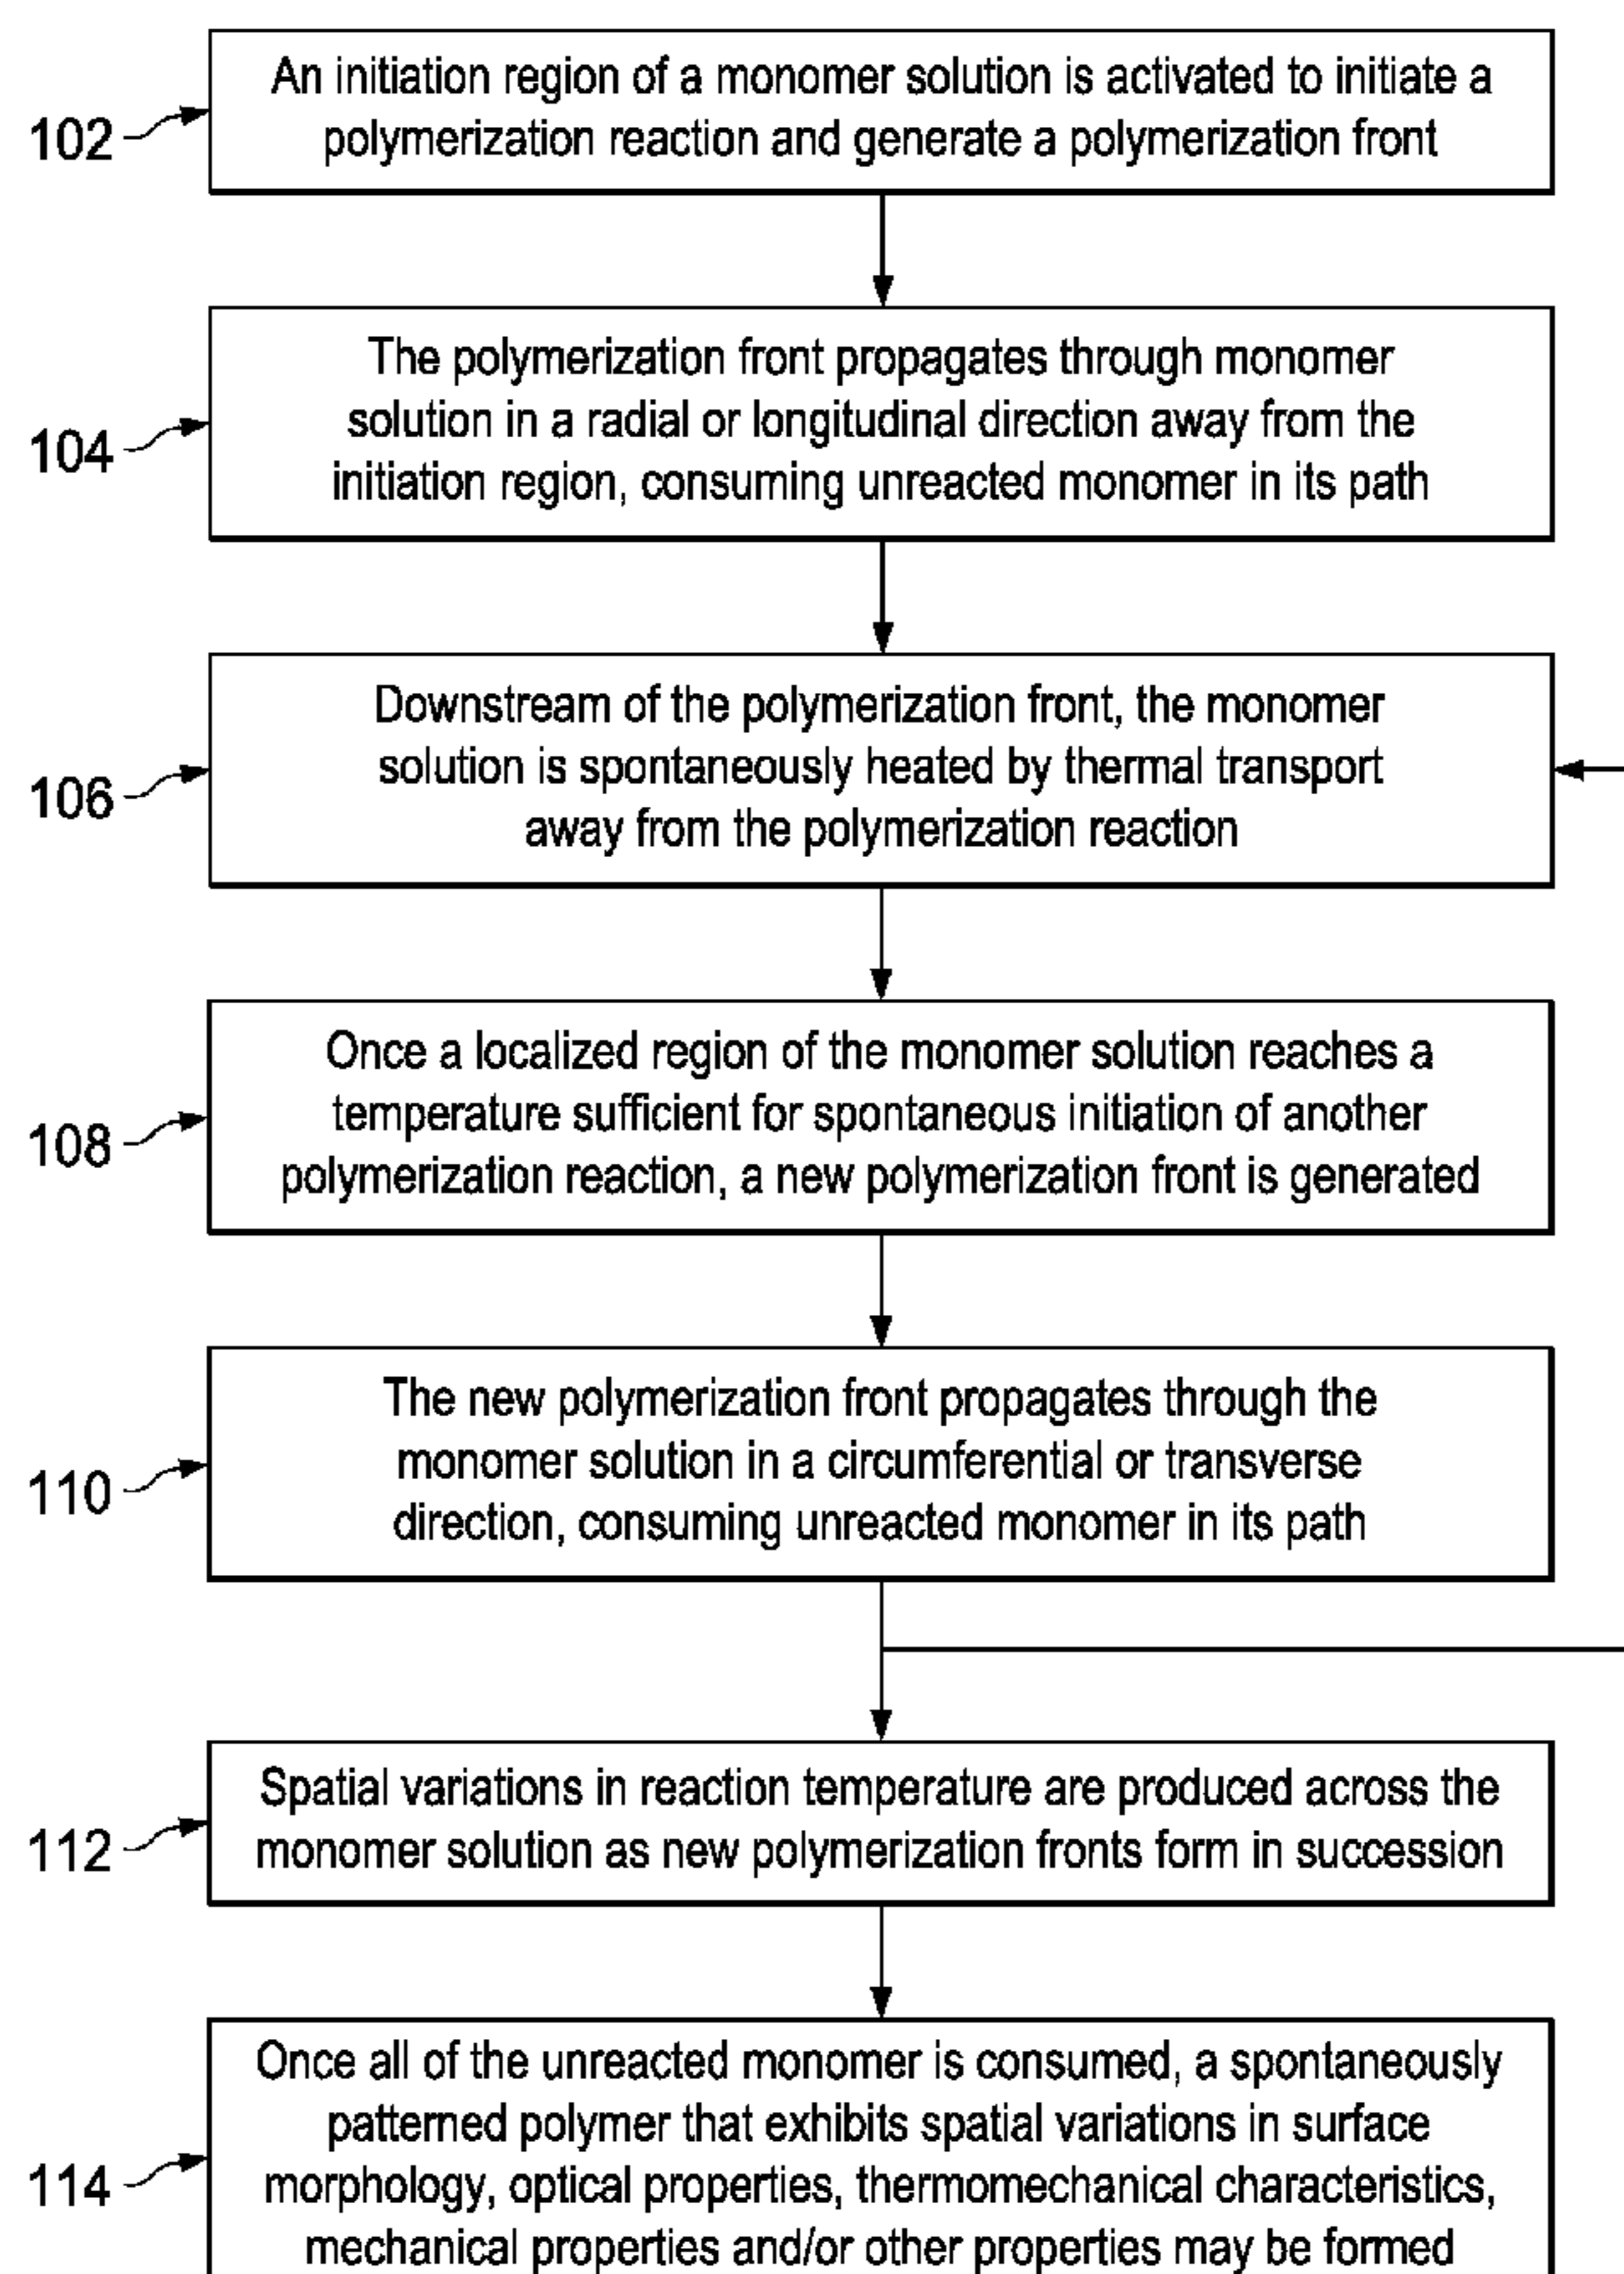 An initiation region of a monomer solution is activated to initiate a
polymerization reaction and generate a polymerization front
102
The polymerization front propagates through monomer
solution in a radial or longitudinal direction away from the
initiation region, consuming unreacted monomer in its path
104
Downstream of the polymerization front, the monomer
solution is spontaneously heated by thermal transport
away from the polymerization reaction
106
Once a localized region of the monomer solution reaches a
temperature sufficient for spontaneous initiation of another
polymerization reaction, a new polymerization front is generated
108
The new polymerization front propagates through the
monomer solution in a circumferential or transverse
direction, consuming unreacted monomer in its path
110
Spatial variations in reaction temperature are produced across the
monomer solution as new polymerization fronts form in succession
112
Once all of the unreacted monomer is consumed, a spontaneously
patterned polymer that exhibits spatial variations in surface
morphology, optical properties, thermomechanical characteristics,
mechanical properties and/or other properties may be formed
114